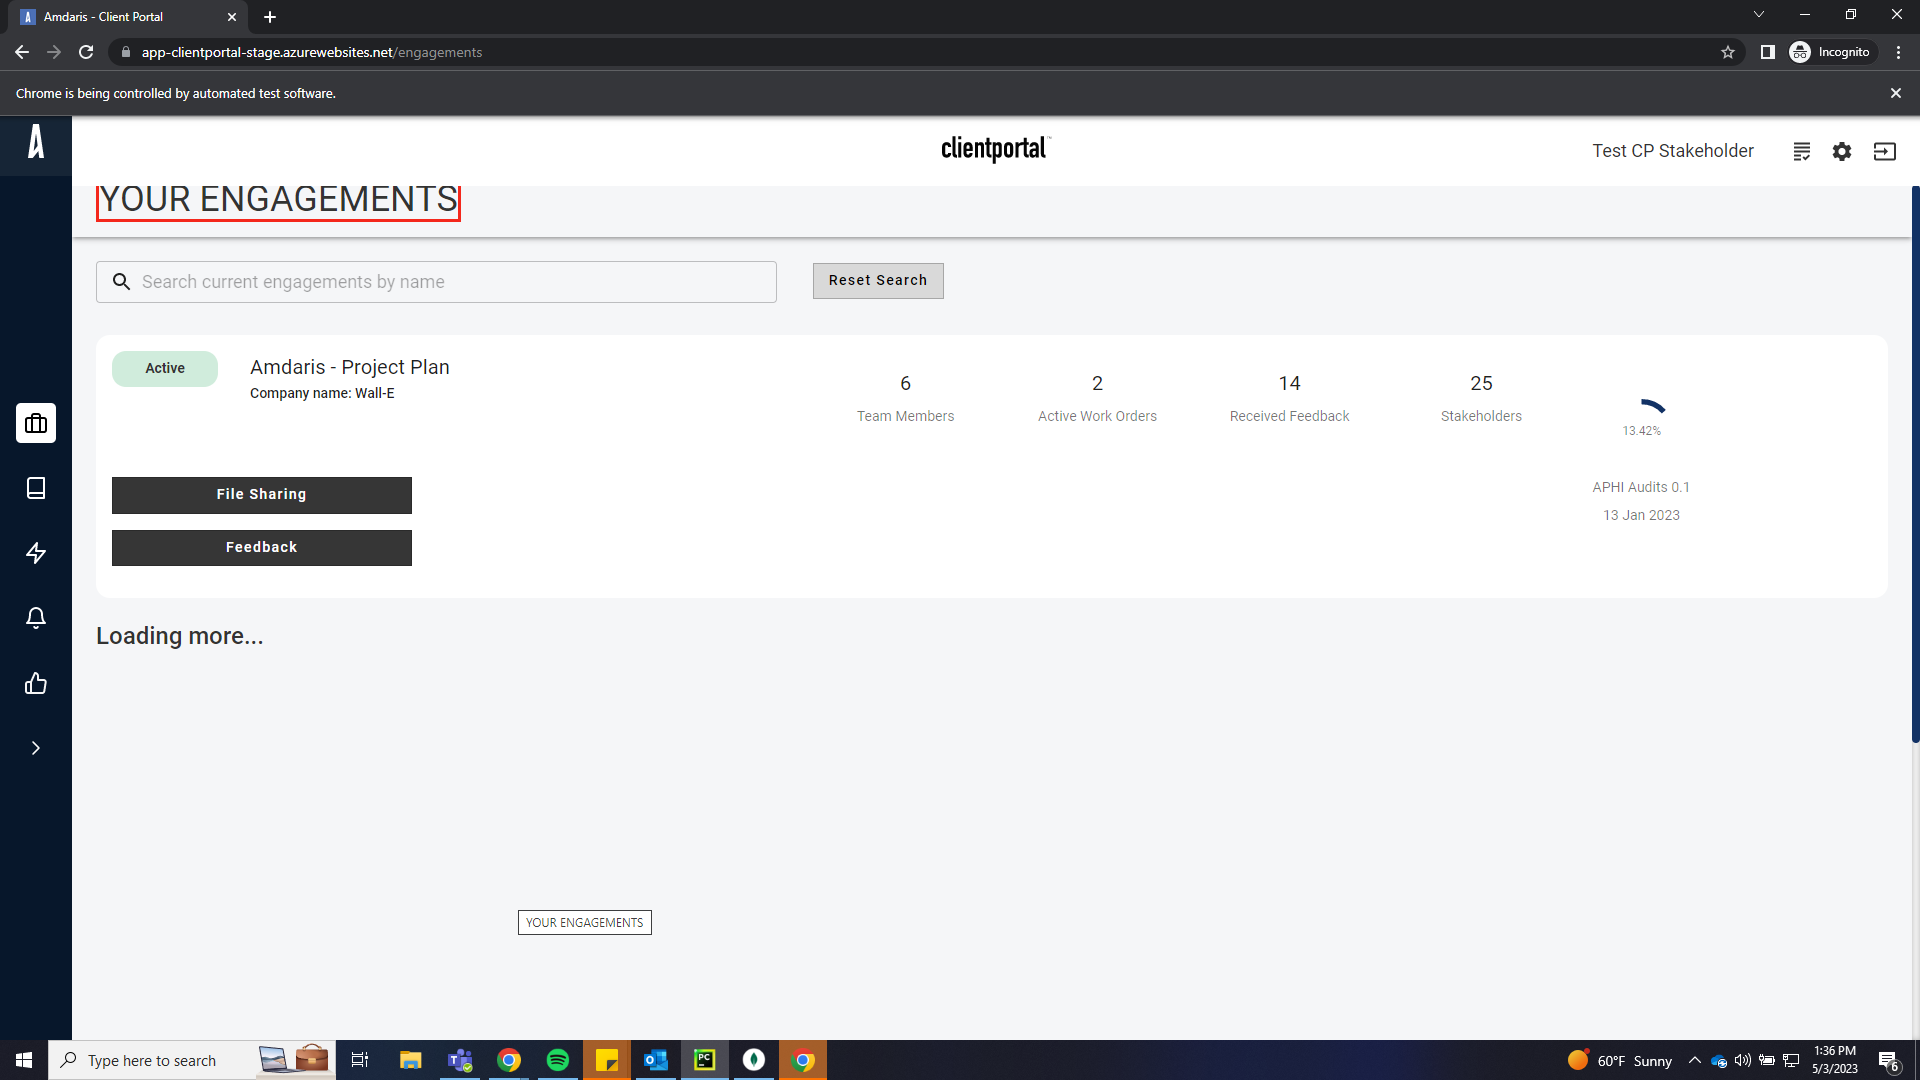 Amdaris - Client Portal
app-clientportal-stage.azurewebsites.net/engagements
Incognito
Chrome is being controlled by automated test software.
clientportal™
Test CP Stakeholder
YOUR ENGAGEMENTS
Search current engagements by name
Reset Search
Active
Amdaris - Project Plan
Company name: Wall-E
6
Team Members
2
Active Work Orders
14
Received Feedback
25
Stakeholders
13.42%
APHI Audits 0.1
13 Jan 2023
File Sharing
Feedback
Loading more...
YOUR ENGAGEMENTS
Type here to search
PC
60°F Sunny
1:36 PM
5/3/2023
6